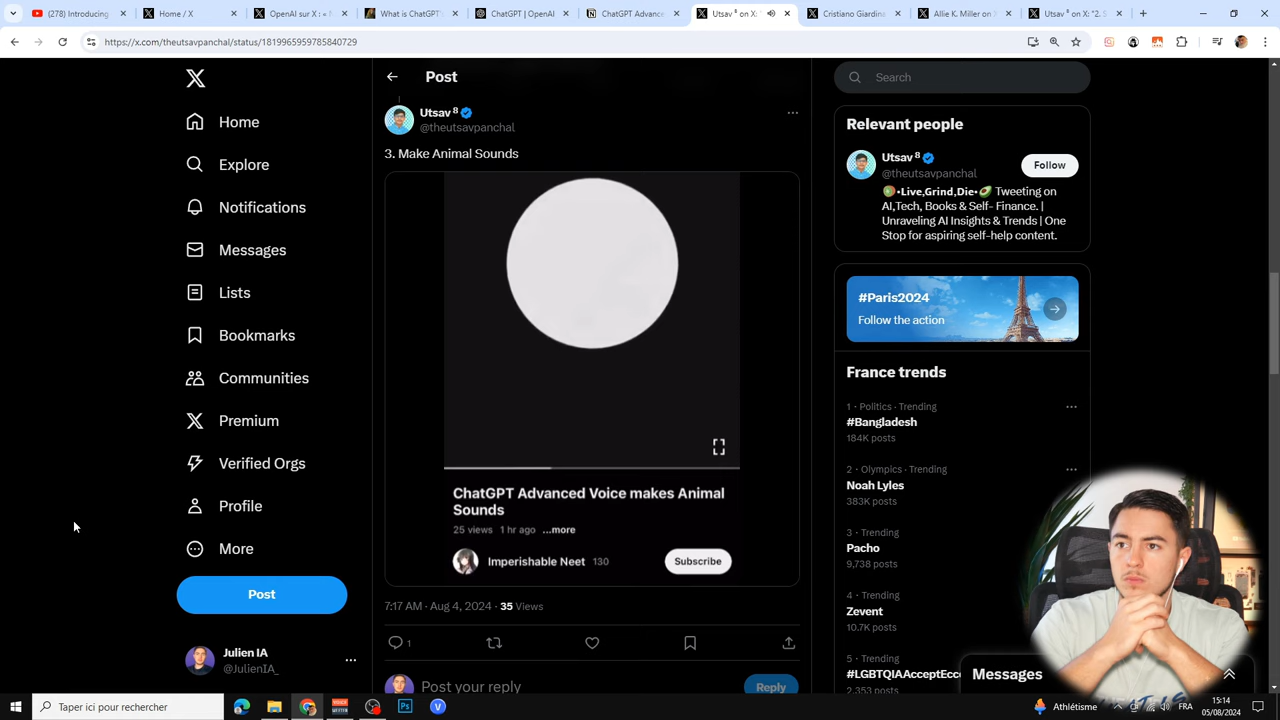 (278) Introducing
Home / X
OpenAI sur X : «
What is ChatGPT'
ChatGPT | OpenAI
ChatGPT Advance
Utsav ⁸ on X: "
Cristiano Giardina
Allie K. Miller on
Utsav ⁸ on X: "2. S
https://x.com/theutsavpanchal/status/1819965959785840729
Home
Explore
Notifications
Messages
Lists
Bookmarks
Communities
Premium
Verified Orgs
Profile
More
Post
Julien IA
@JulienIA_
Post
Utsav ⁸
@theutsavpanchal
3. Make Animal Sounds
ChatGPT Advanced Voice makes Animal
Sounds
25 views 1 hr ago ...more
Imperishable Neet 130
Subscribe
7:17 AM · Aug 4, 2024 · 35 Views
1
Post your reply
Reply
Search
Relevant people
Utsav ⁸
@theutsavpanchal
Follow
🥝•Live,Grind,Die•🥑 Tweeting on
AI,Tech, Books & Self- Finance. |
Unraveling AI Insights & Trends | One
Stop for aspiring self-help content.
#Paris2024
Follow the action
France trends
1 · Politics · Trending
#Bangladesh
184K posts
2 · Olympics · Trending
Noah Lyles
383K posts
3 · Trending
Pacho
9,738 posts
4 · Trending
Zevent
10.7K posts
5 · Trending
#LGBTQIAAcceptEcc
2,353 posts
Messages
Taper ici pour rechercher
VOICE
Athlétisme
FRA
15:14
05/08/2024